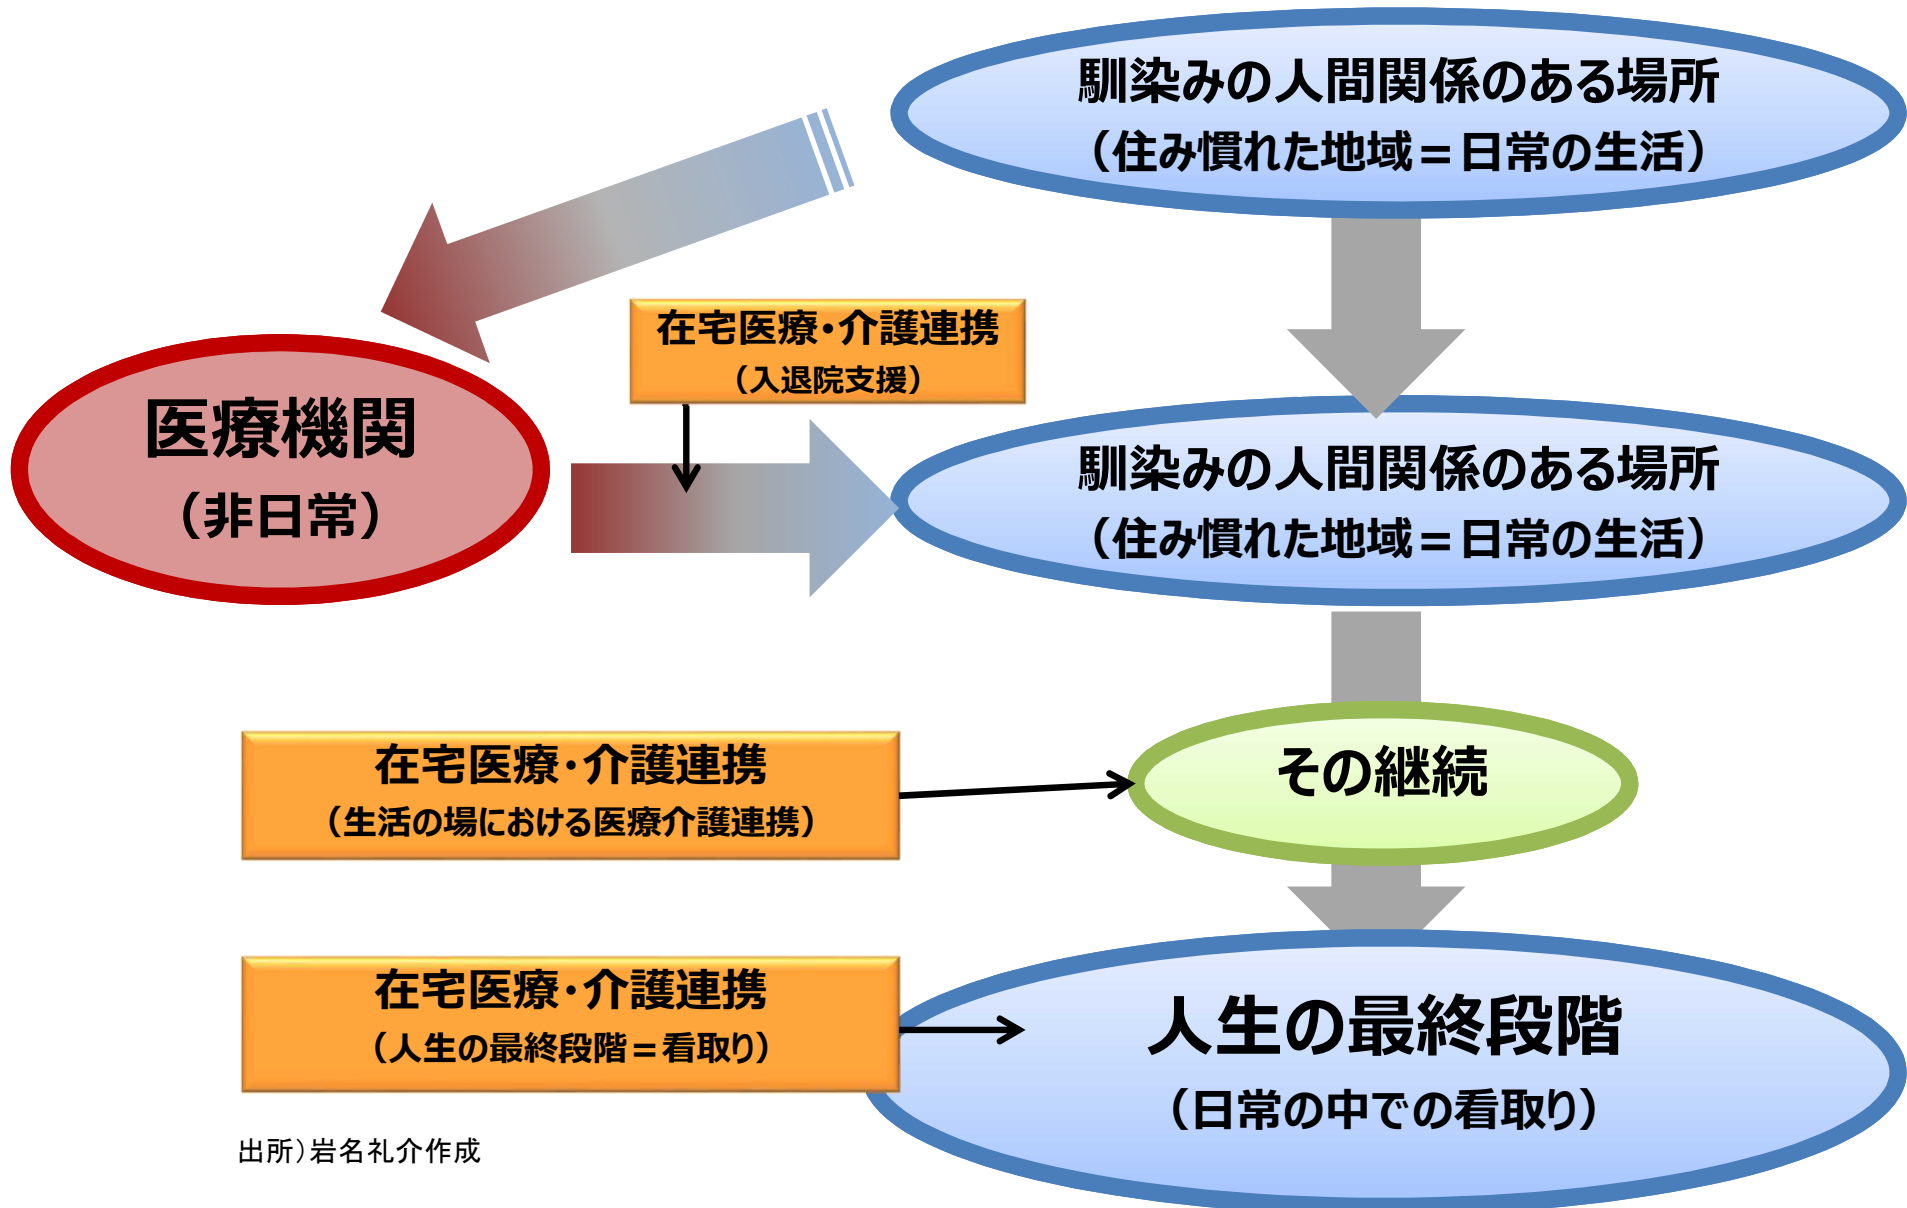 馴染みの人間関係のある場所
（住み慣れた地域＝日常の生活）
在宅医療・介護連携
（入退院支援）
医療機関
（非日常）
馴染みの人間関係のある場所
（住み慣れた地域＝日常の生活）
在宅医療・介護連携
（生活の場における医療介護連携）
その継続
在宅医療・介護連携
（人生の最終段階＝看取り）
人生の最終段階
（日常の中での看取り）
出所）岩名礼介作成